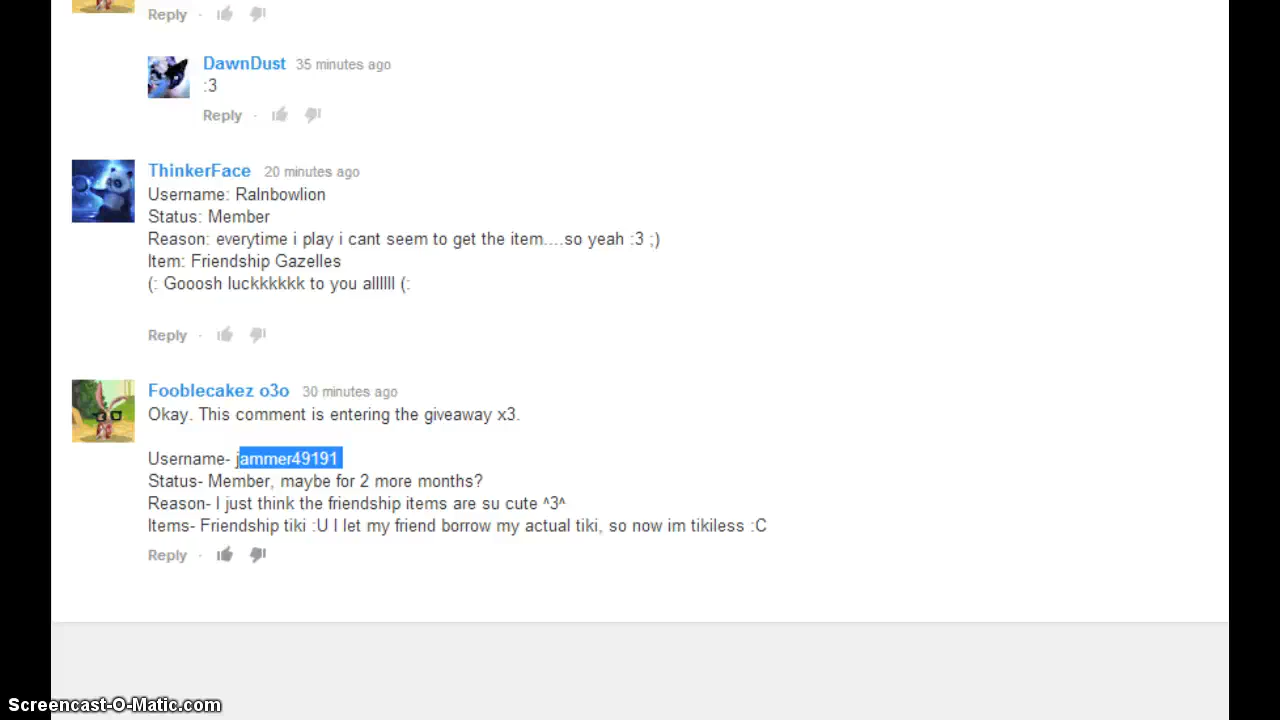 Reply ·
DawnDust 35 minutes ago
:3
Reply ·
ThinkerFace 20 minutes ago
Username: RaInbowlion
Status: Member
Reason: everytime i play i cant seem to get the item....so yeah :3 ;)
Item: Friendship Gazelles
(: Gooosh luckkkkkk to you allllll (:
Reply ·
Fooblecakez o3o 30 minutes ago
Okay. This comment is entering the giveaway x3.
Username- jammer49191
Status- Member, maybe for 2 more months?
Reason- I just think the friendship items are su cute ^3^
Items- Friendship tiki :U I let my friend borrow my actual tiki, so now im tikiless :C
Reply ·
Screencast-O-Matic.com